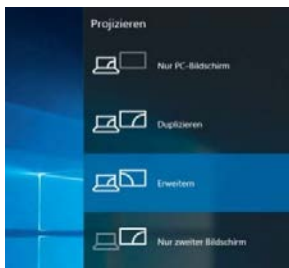 Projizieren
Nur PC-Bildschirm
Duplizieren
Erweitern
Nur zweiter Bildschirm